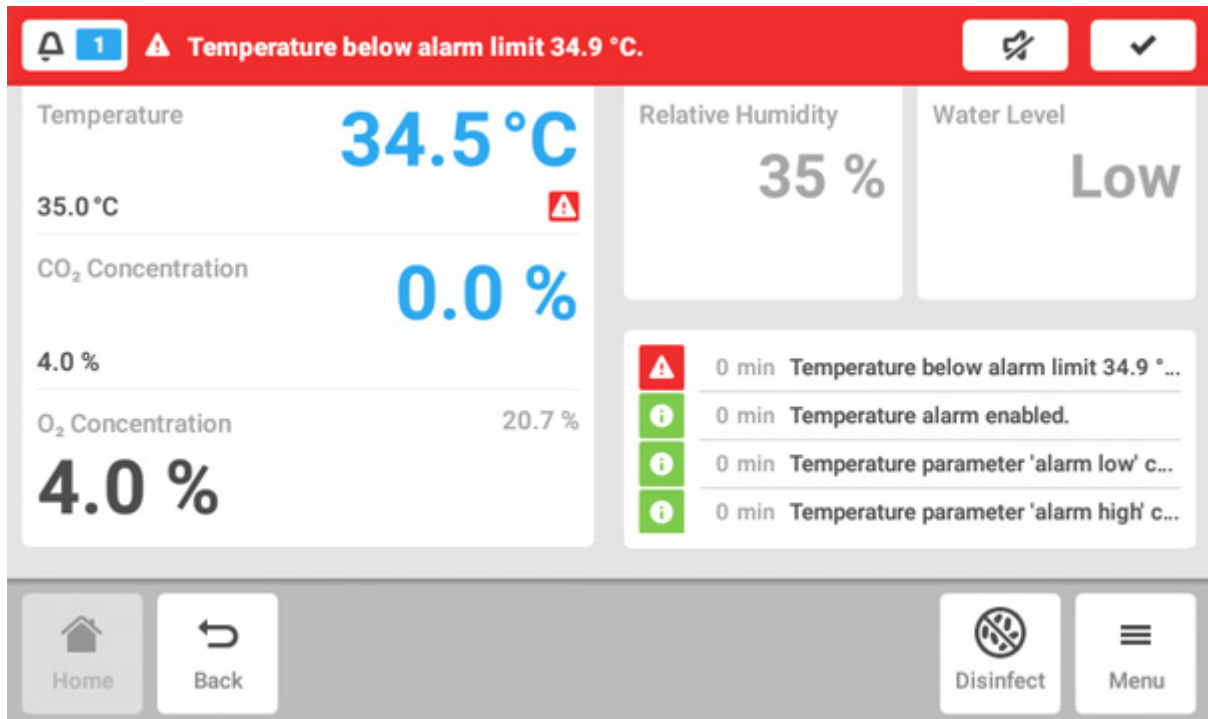 1 Temperature below alarm limit 34.9 °C.
Temperature
34.5 °C
35.0 °C
CO₂ Concentration
0.0 %
4.0 %
O₂ Concentration
20.7 %
4.0 %
Relative Humidity
35 %
Water Level
Low
0 min Temperature below alarm limit 34.9 °...
0 min Temperature alarm enabled.
0 min Temperature parameter 'alarm low' c...
0 min Temperature parameter 'alarm high' c...
Home
Back
Disinfect
Menu